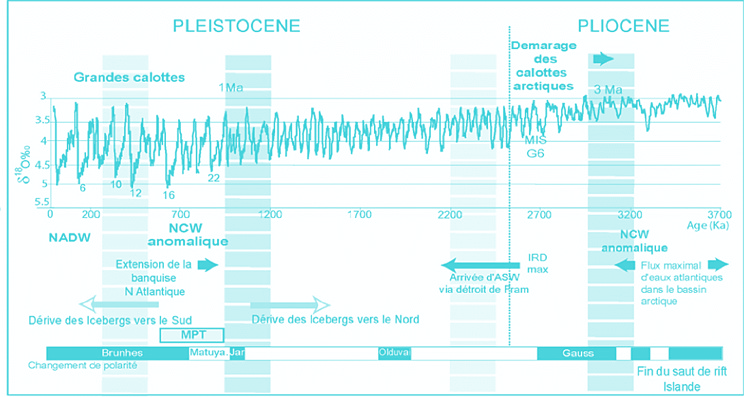 PLEISTOCENE PLIOCENE
Demarage
des
calottes
arctiques
Grandes calottes
1Ma
3 Ma
3
3.5
4
4.5
5
5.5
δ18O‰
6
10
12
16
22
MIS
G6
0 200 700 1200 1700 2200 2700 3200 3700
Age (Ka)
NADW
NCW
anomalique
NCW
anomalique
Extension de la
banquise
N Atlantique
IRD
max
Arrivée d'ASW
via détroit de Fram
Flux maximal
d'eaux atlantiques
dans le bassin
arctique
Dérive des Icebergs vers le Sud
Dérive des Icebergs vers le Nord
MPT
Brunhes Matuya. Jar Olduvai Gauss
Changement de polarité
Fin du saut de rift
Islande